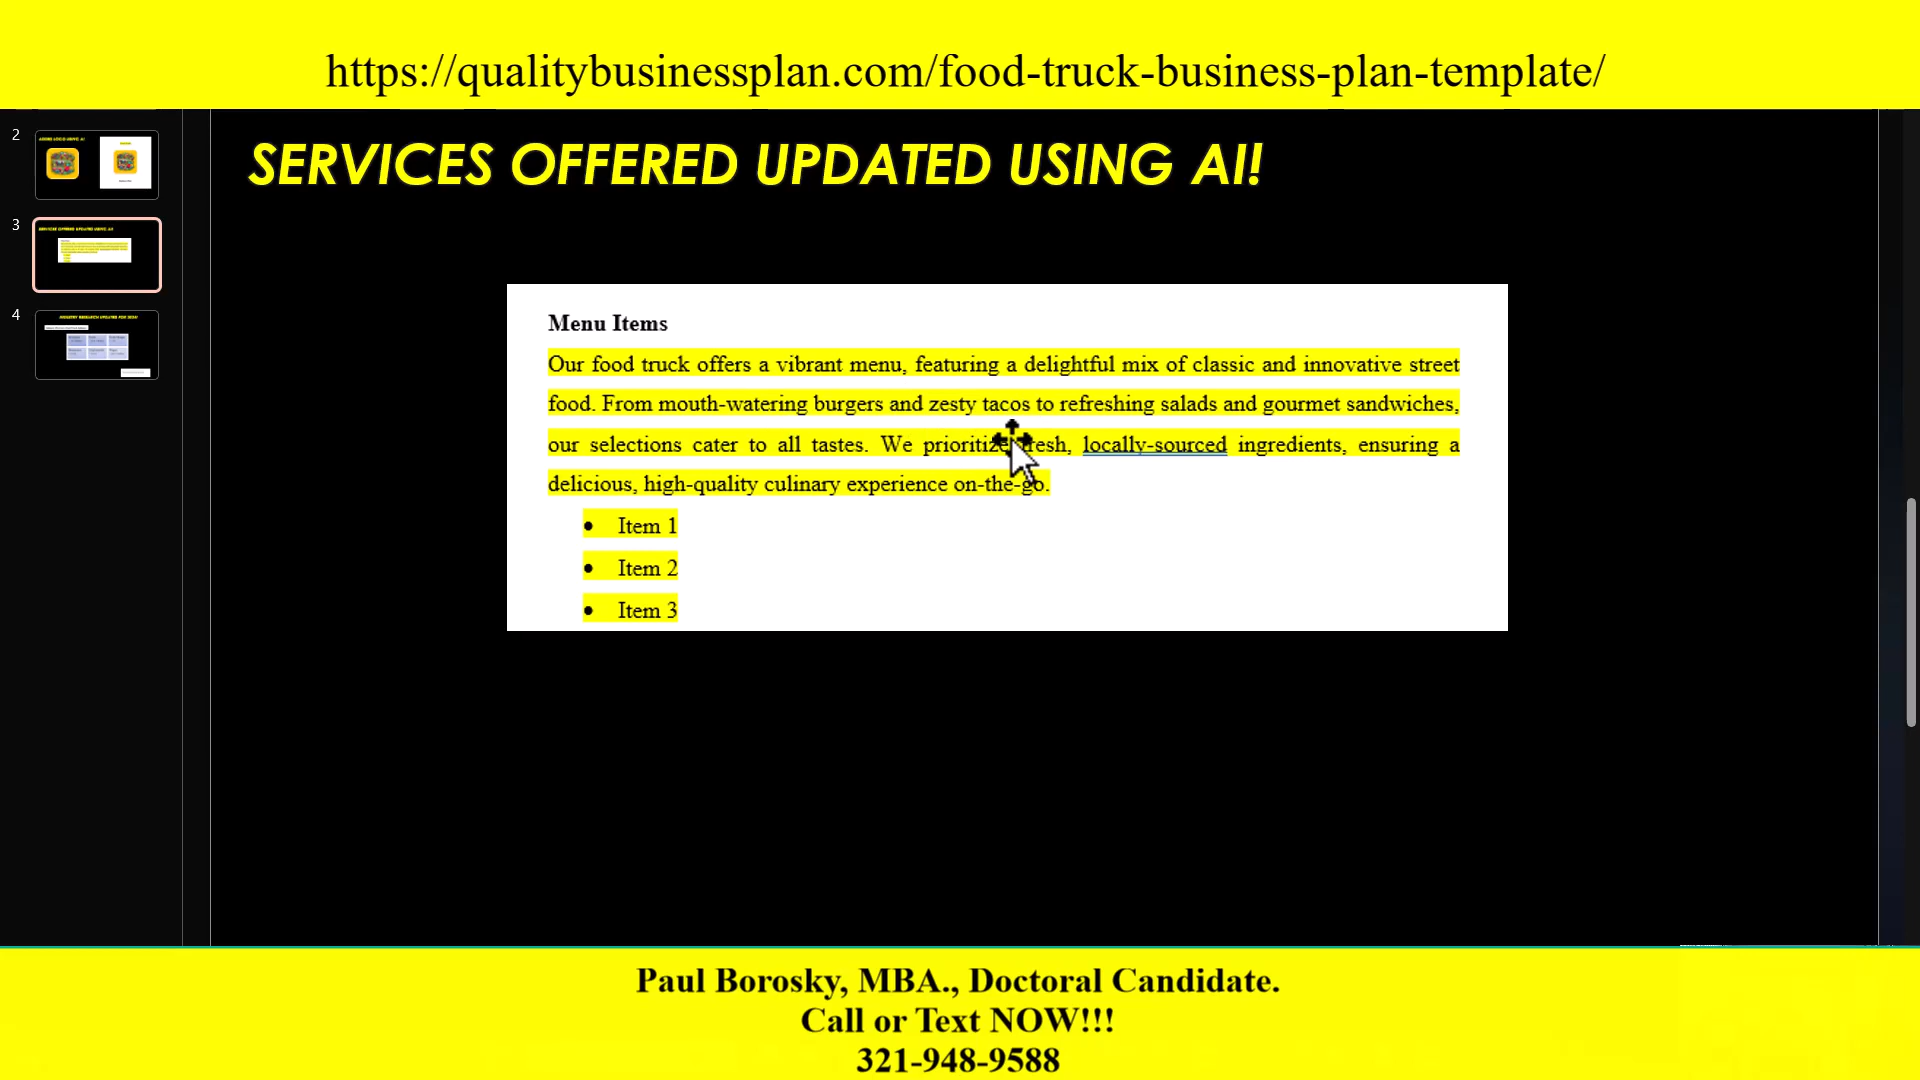 https://qualitybusinessplan.com/food-truck-business-plan-template/
2
3
4
SERVICES OFFERED UPDATED USING AI!
Menu Items
Our food truck offers a vibrant menu, featuring a delightful mix of classic and innovative street
food. From mouth-watering burgers and zesty tacos to refreshing salads and gourmet sandwiches,
our selections cater to all tastes. We prioritize fresh, locally-sourced ingredients, ensuring a
delicious, high-quality culinary experience on-the-go.
• Item 1
• Item 2
• Item 3
Paul Borosky, MBA., Doctoral Candidate.
Call or Text NOW!!!
321-948-9588